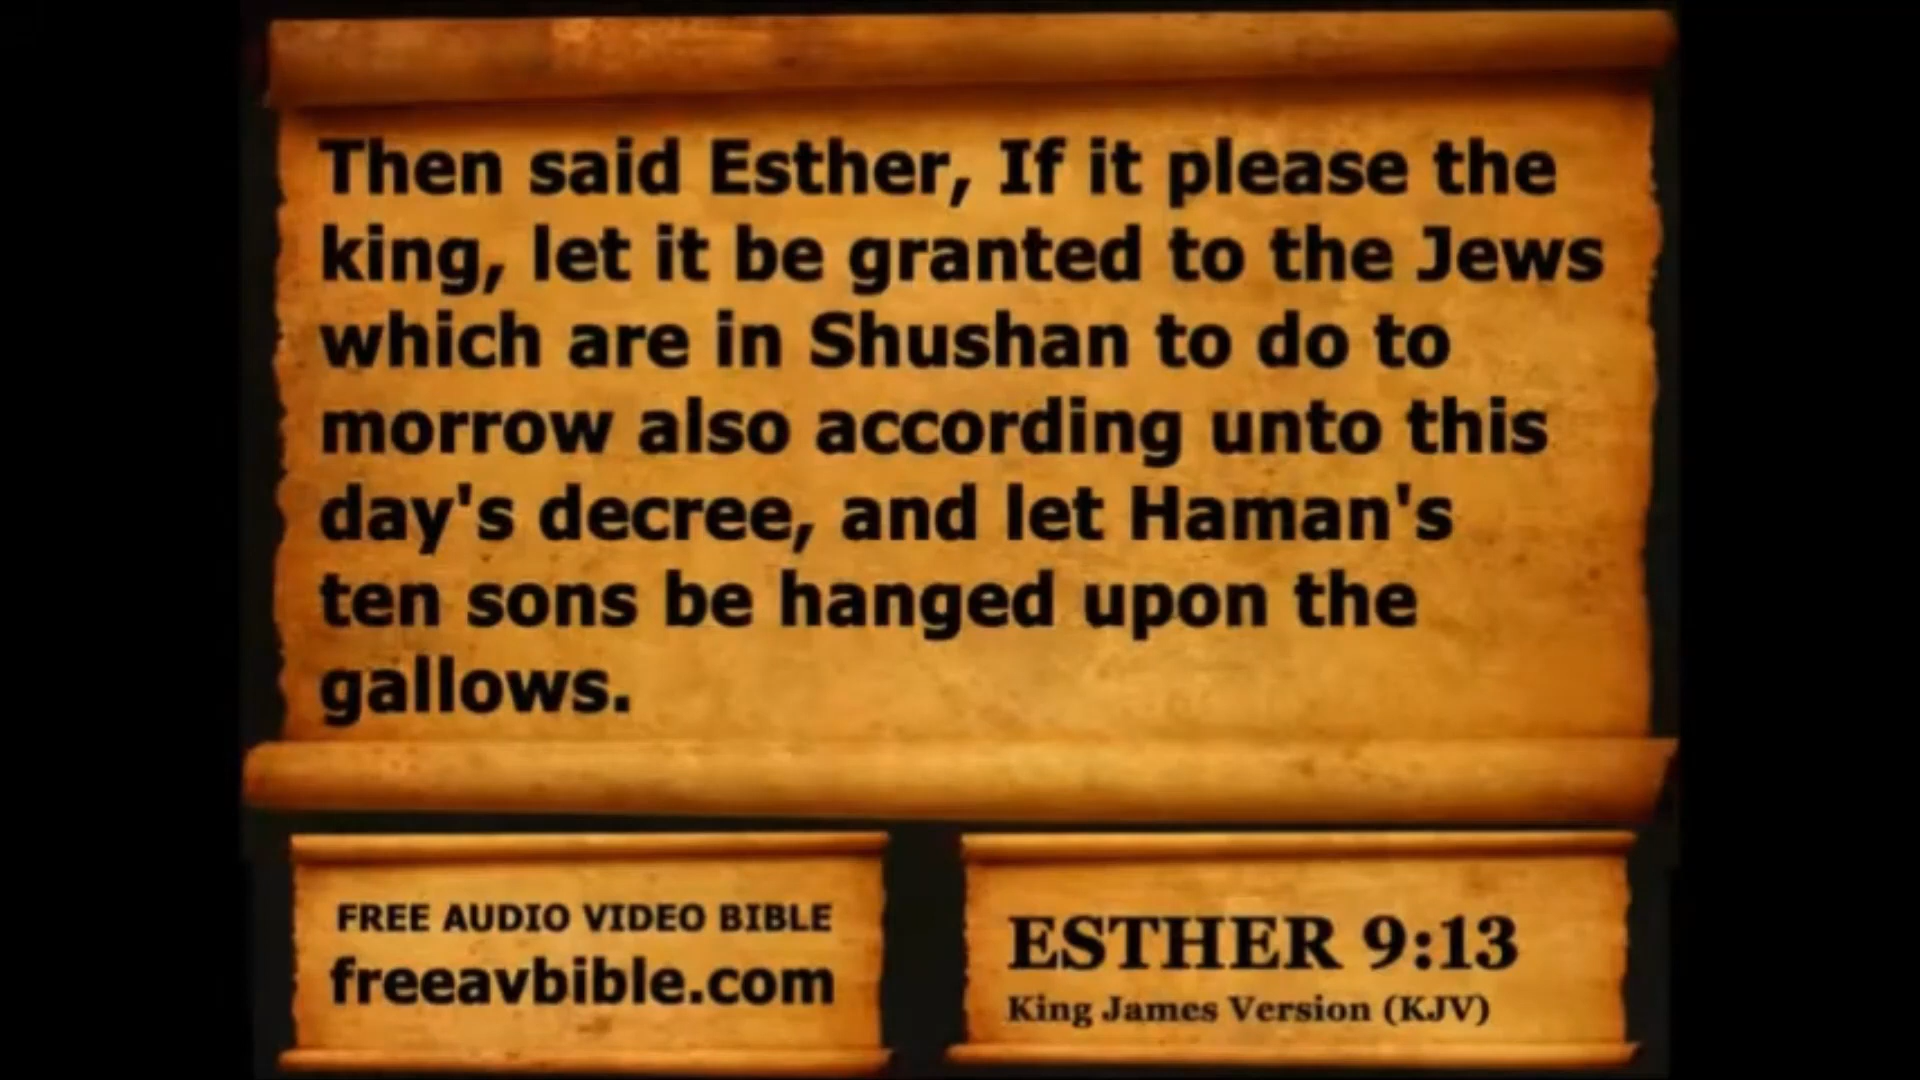 Then said Esther, If it please the
king, let it be granted to the Jews
which are in Shushan to do to
morrow also according unto this
day's decree, and let Haman's
ten sons be hanged upon the
gallows.
FREE AUDIO VIDEO BIBLE
freeavbible.com
ESTHER 9:13
King James Version (KJV)